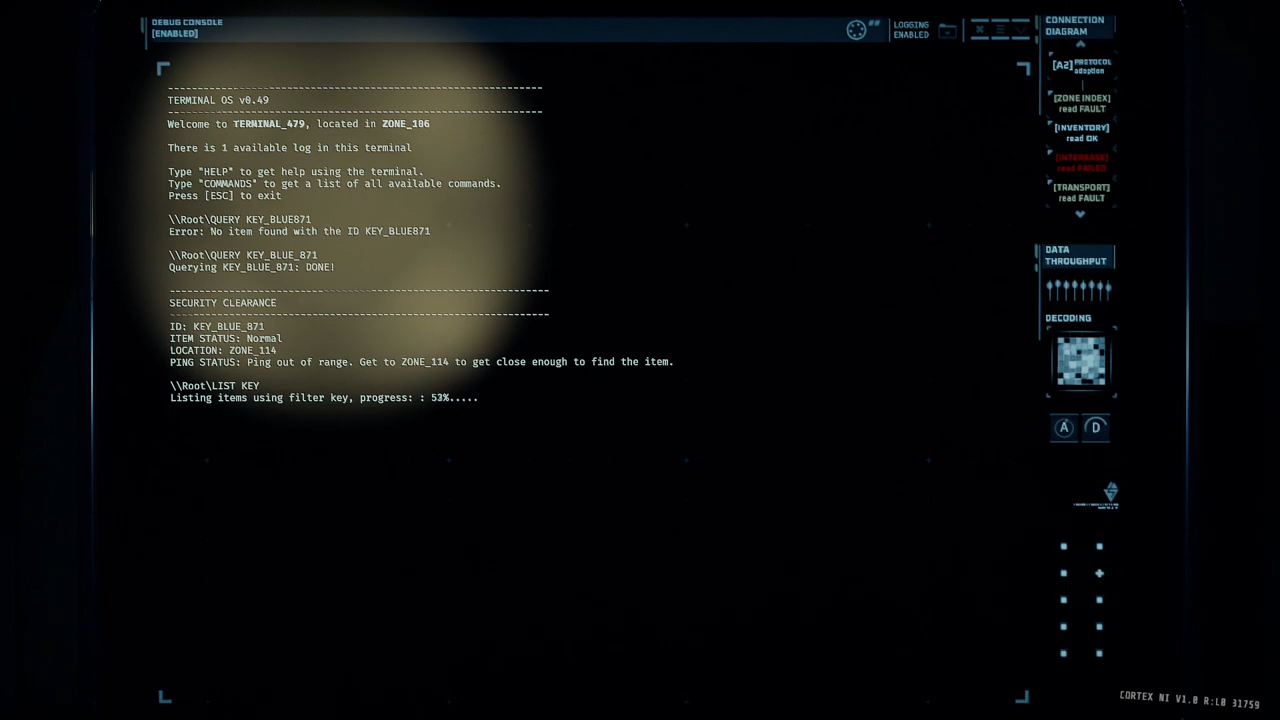 DEBUG CONSOLE
[ENABLED]
LOGGING
ENABLED
------------------------------------------------------------
TERMINAL OS v0.49
------------------------------------------------------------
Welcome to TERMINAL_479, located in ZONE_106
There is 1 available log in this terminal
Type "HELP" to get help using the terminal.
Type "COMMANDS" to get a list of all available commands.
Press [ESC] to exit
\\Root\QUERY KEY_BLUE871
Error: No item found with the ID KEY_BLUE871
\\Root\QUERY KEY_BLUE_871
Querying KEY_BLUE_871: DONE!
------------------------------------------------------------
SECURITY CLEARANCE
------------------------------------------------------------
ID: KEY_BLUE_871
ITEM STATUS: Normal
LOCATION: ZONE_114
PING STATUS: Ping out of range. Get to ZONE_114 to get close enough to find the item.
\\Root\LIST KEY
Listing items using filter key, progress: : 53%.....
CONNECTION
DIAGRAM
[A2] PROTOCOL
adoption
[ZONE INDEX]
read FAULT
[INVENTORY]
read OK
read FAILED
[TRANSPORT]
read FAULT
DATA
THROUGHPUT
DECODING
A D
CORTEX NI V1.0 R:L0 31759